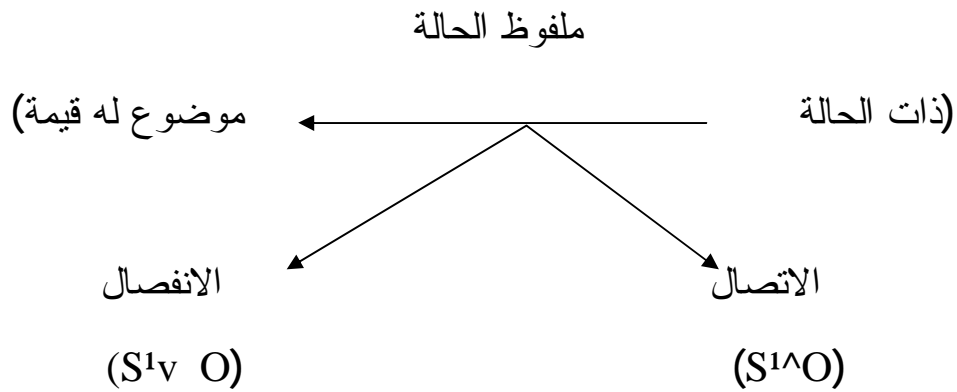 ملفوظ الحالة
(ذات الحالة موضوع له قيمة)
الاتصال الانفصال
(S¹^O) (S¹v O)